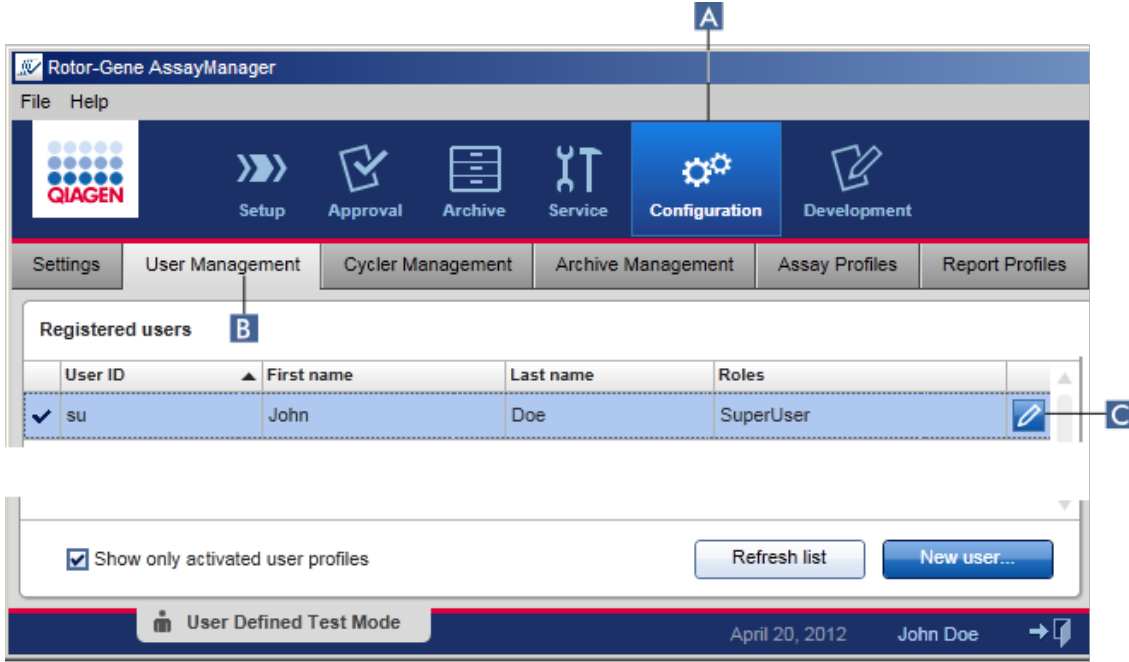 A
Rotor-Gene AssayManager
File Help
QIAGEN
Setup Approval Archive Service Configuration Development
Settings User Management Cycler Management Archive Management Assay Profiles Report Profiles
Registered users B
User ID First name Last name Roles
su John Doe SuperUser C
Show only activated user profiles Refresh list New user...
User Defined Test Mode April 20, 2012 John Doe